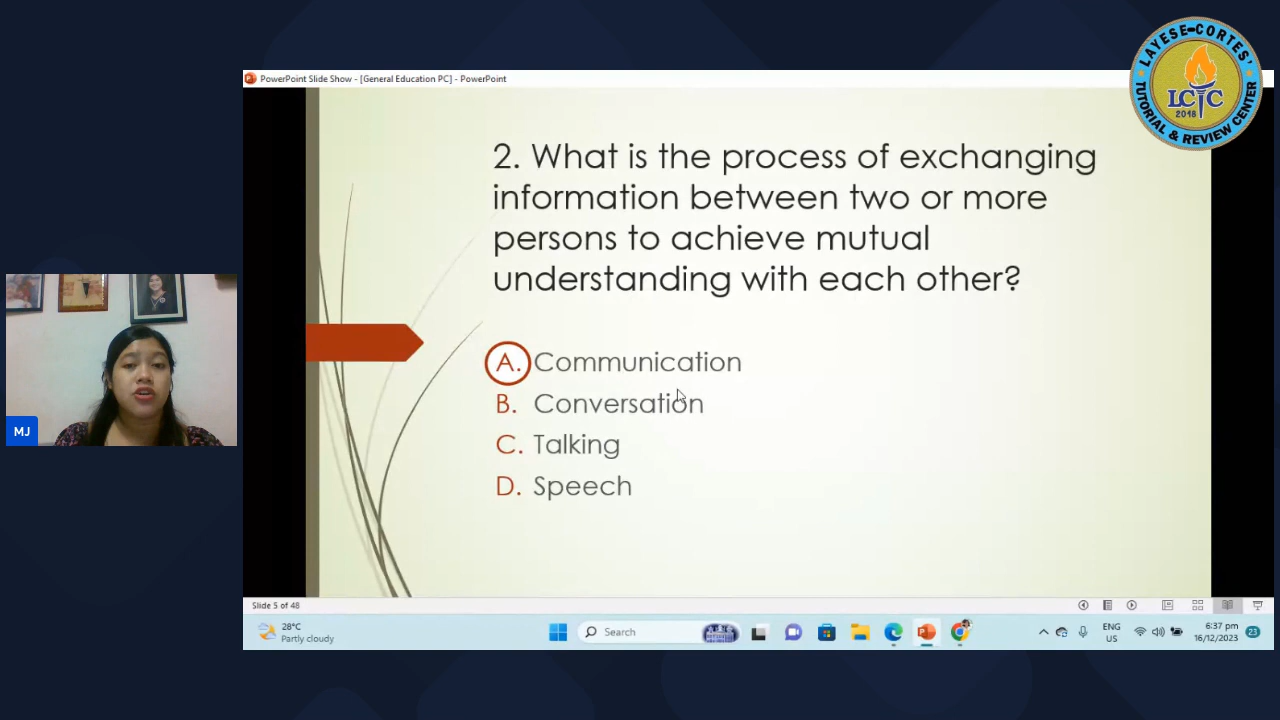 PowerPoint Slide Show - [General Education PC] - PowerPoint
LAYESE-CORTES'
LCTC
2018
TUTORIAL & REVIEW CENTER
2. What is the process of exchanging
information between two or more
persons to achieve mutual
understanding with each other?
A. Communication
B. Conversation
C. Talking
D. Speech
MJ
Slide 5 of 48
28°C
Partly cloudy
Search
ENG
US
6:37 pm
16/12/2023
23